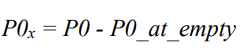 P0ₓ = P0 - P0_at_empty